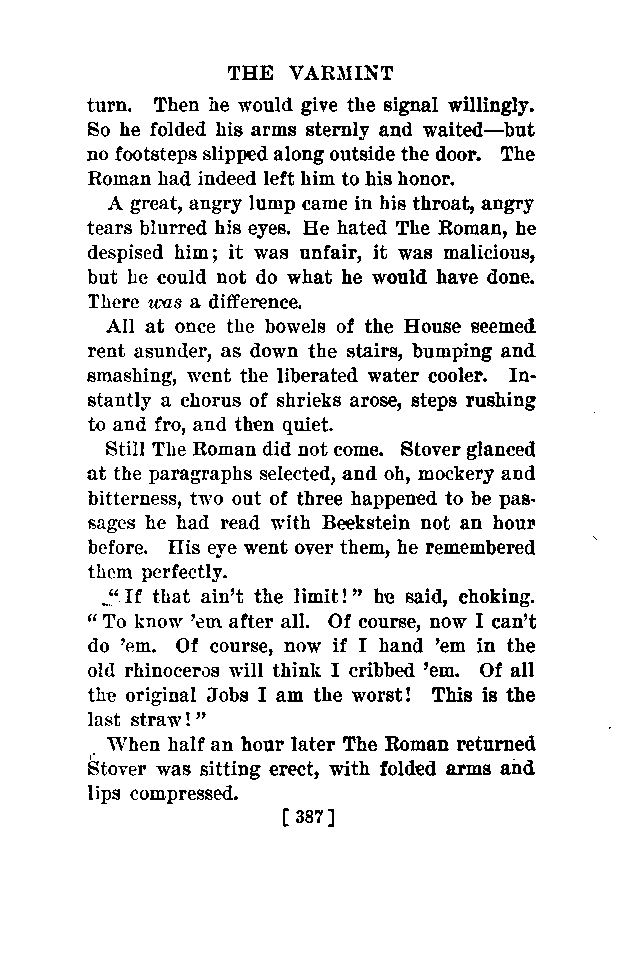 THE VARMINT
turn. Then he would give the signal willingly.
So he folded his arms sternly and waited—but
no footsteps slipped along outside the door. The
Roman had indeed left him to his honor.
A great, angry lump came in his throat, angry
tears blurred his eyes. He hated The Roman, he
despised him; it was unfair, it was malicious,
but he could not do what he would have done.
There was a difference.
All at once the bowels of the House seemed
rent asunder, as down the stairs, bumping and
smashing, went the liberated water cooler. In-
stantly a chorus of shrieks arose, steps rushing
to and fro, and then quiet.
Still The Roman did not come. Stover glanced
at the paragraphs selected, and oh, mockery and
bitterness, two out of three happened to be pas-
sages he had read with Beekstein not an hour
before. His eye went over them, he remembered
them perfectly.
"If that ain't the limit!" he said, choking.
"To know 'em after all. Of course, now I can't
do 'em. Of course, now if I hand 'em in the
old rhinoceros will think I cribbed 'em. Of all
the original Jobs I am the worst! This is the
last straw!"
When half an hour later The Roman returned
Stover was sitting erect, with folded arms and
lips compressed.
[ 387 ]